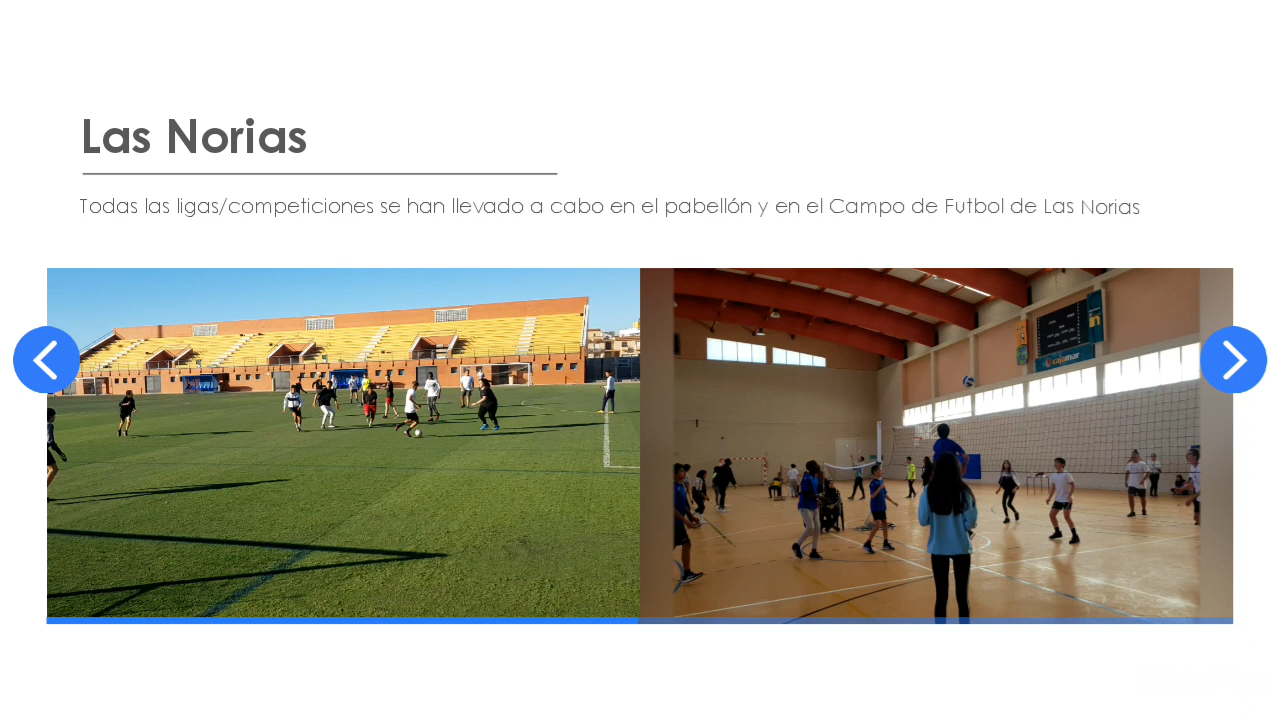 Las Norias
Todas las ligas/competiciones se han llevado a cabo en el pabellón y en el Campo de Futbol de Las Norias
cajamar